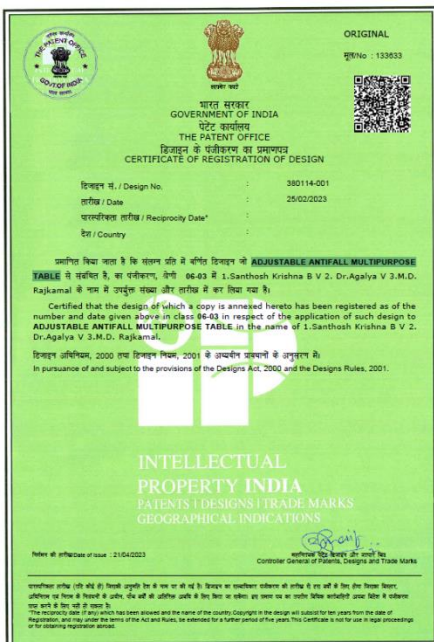 ORIGINAL
मूल/No : 133633
THE PATENT OFFICE
GOVT.OF INDIA
सत्यमेव जयते
भारत सरकार
GOVERNMENT OF INDIA
पेटेंट कार्यालय
THE PATENT OFFICE
डिजाइन के पंजीकरण का प्रमाणपत्र
CERTIFICATE OF REGISTRATION OF DESIGN
डिजाइन सं. / Design No. : 380114-001
तारीख / Date : 25/02/2023
पारस्परिकता तारीख / Reciprocity Date* :
देश / Country :
प्रमाणित किया जाता है कि संलग्न प्रति में वर्णित डिजाइन जो ADJUSTABLE ANTIFALL MULTIPURPOSE
TABLE से संबंधित है, का पंजीकरण, श्रेणी 06-03 में 1.Santhosh Krishna B V 2. Dr.Agalya V 3.M.D.
Rajkamal के नाम में उपर्युक्त संख्या और तारीख में कर लिया गया है।
Certified that the design of which a copy is annexed hereto has been registered as of the
number and date given above in class 06-03 in respect of the application of such design to
ADJUSTABLE ANTIFALL MULTIPURPOSE TABLE in the name of 1.Santhosh Krishna B V 2.
Dr.Agalya V 3.M.D. Rajkamal.
डिजाइन अधिनियम, 2000 तथा डिजाइन नियम, 2001 के अध्यधीन प्रावधानों के अनुसरण में।
In pursuance of and subject to the provisions of the Designs Act, 2000 and the Designs Rules, 2001.
INTELLECTUAL
PROPERTY INDIA
PATENTS | DESIGNS | TRADE MARKS
GEOGRAPHICAL INDICATIONS
Date of Issue : 21/04/2023
महानियंत्रक पेटेंट, डिजाइन और व्यापार चिह्न
Controller General of Patents, Designs and Trade Marks
*The reciprocity date (if any) which has been allowed and the name of the country. Copyright in the design will subsist for ten years from the date of
Registration, and may under the terms of the Act and Rules, be extended for a further period of five years. This Certificate is not for use in legal proceedings
or for obtaining registration abroad.